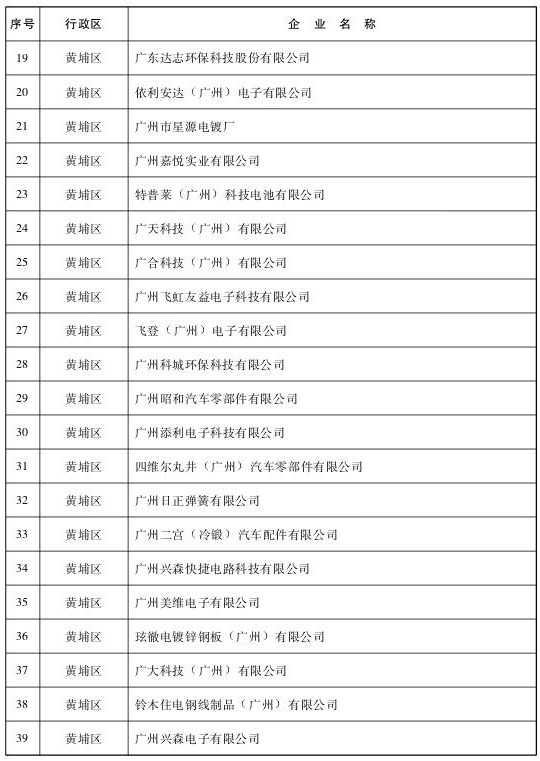 序号 行政区 企业名称
19 黄埔区 广东达志环保科技股份有限公司
20 黄埔区 依利安达（广州）电子有限公司
21 黄埔区 广州市星源电镀厂
22 黄埔区 广州嘉悦实业有限公司
23 黄埔区 特普莱（广州）科技电池有限公司
24 黄埔区 广天科技（广州）有限公司
25 黄埔区 广合科技（广州）有限公司
26 黄埔区 广州飞虹友益电子科技有限公司
27 黄埔区 飞登（广州）电子有限公司
28 黄埔区 广州科城环保科技有限公司
29 黄埔区 广州昭和汽车零部件有限公司
30 黄埔区 广州添利电子科技有限公司
31 黄埔区 四维尔丸井（广州）汽车零部件有限公司
32 黄埔区 广州日正弹簧有限公司
33 黄埔区 广州二宫（冷锻）汽车配件有限公司
34 黄埔区 广州兴森快捷电路科技有限公司
35 黄埔区 广州美维电子有限公司
36 黄埔区 玹徹电镀锌钢板（广州）有限公司
37 黄埔区 广大科技（广州）有限公司
38 黄埔区 铃木住电钢线制品（广州）有限公司
39 黄埔区 广州兴森电子有限公司